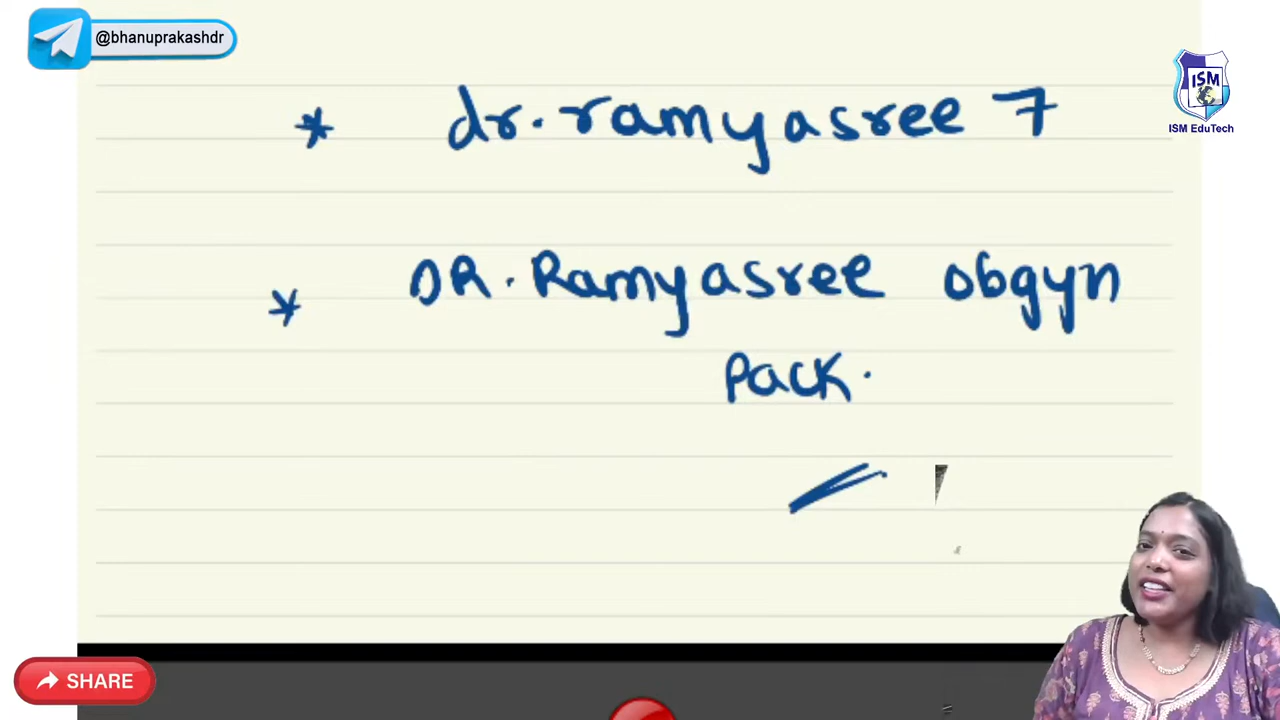 @bhanuprakashdr
ISM
ISM EduTech
* dr.ramyasree 7
* DR.Ramyasree obgyn
Pack.
SHARE